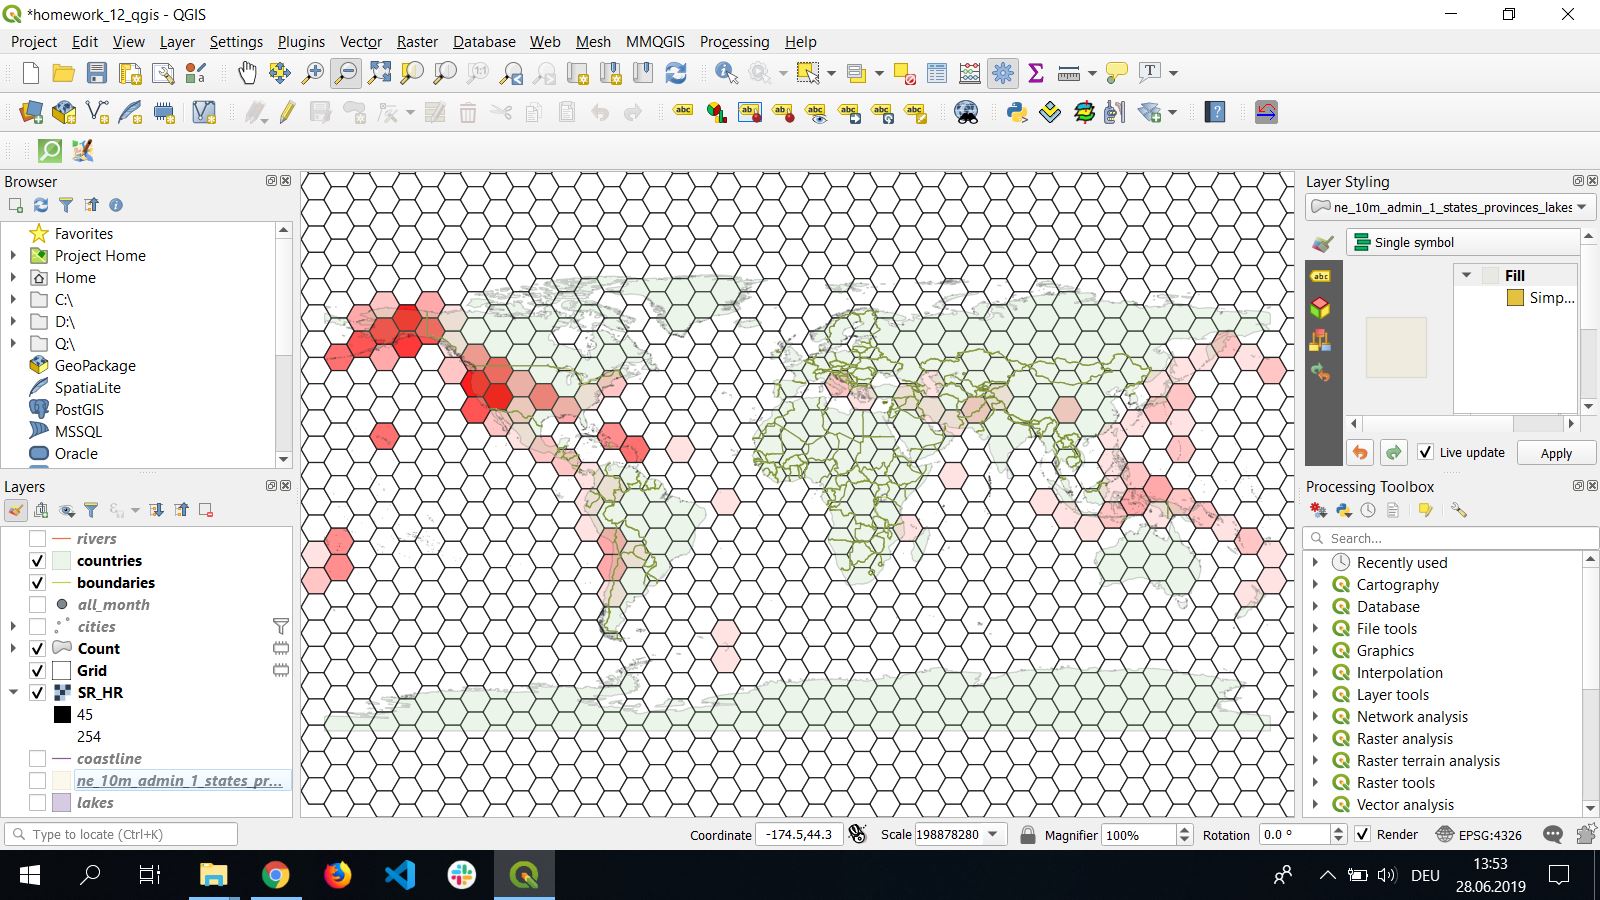 *homework_12_qgis - QGIS
Project Edit View Layer Settings Plugins Vector Raster Database Web Mesh MMQGIS Processing Help
Browser
Favorites
Project Home
Home
C:\
D:\
Q:\
GeoPackage
SpatiaLite
PostGIS
MSSQL
Oracle
Layers
rivers
countries
boundaries
all_month
cities
Count
Grid
SR_HR
45
254
coastline
ne_10m_admin_1_states_pr...
lakes
Layer Styling
ne_10m_admin_1_states_provinces_lakes
Single symbol
Fill
Simp...
Live update
Apply
Processing Toolbox
Search...
Recently used
Cartography
Database
File tools
Graphics
Interpolation
Layer tools
Network analysis
Raster analysis
Raster terrain analysis
Raster tools
Vector analysis
Type to locate (Ctrl+K)
Coordinate -174.5,44.3 Scale 198878280 Magnifier 100% Rotation 0.0 ° Render EPSG:4326
DEU
13:53
28.06.2019